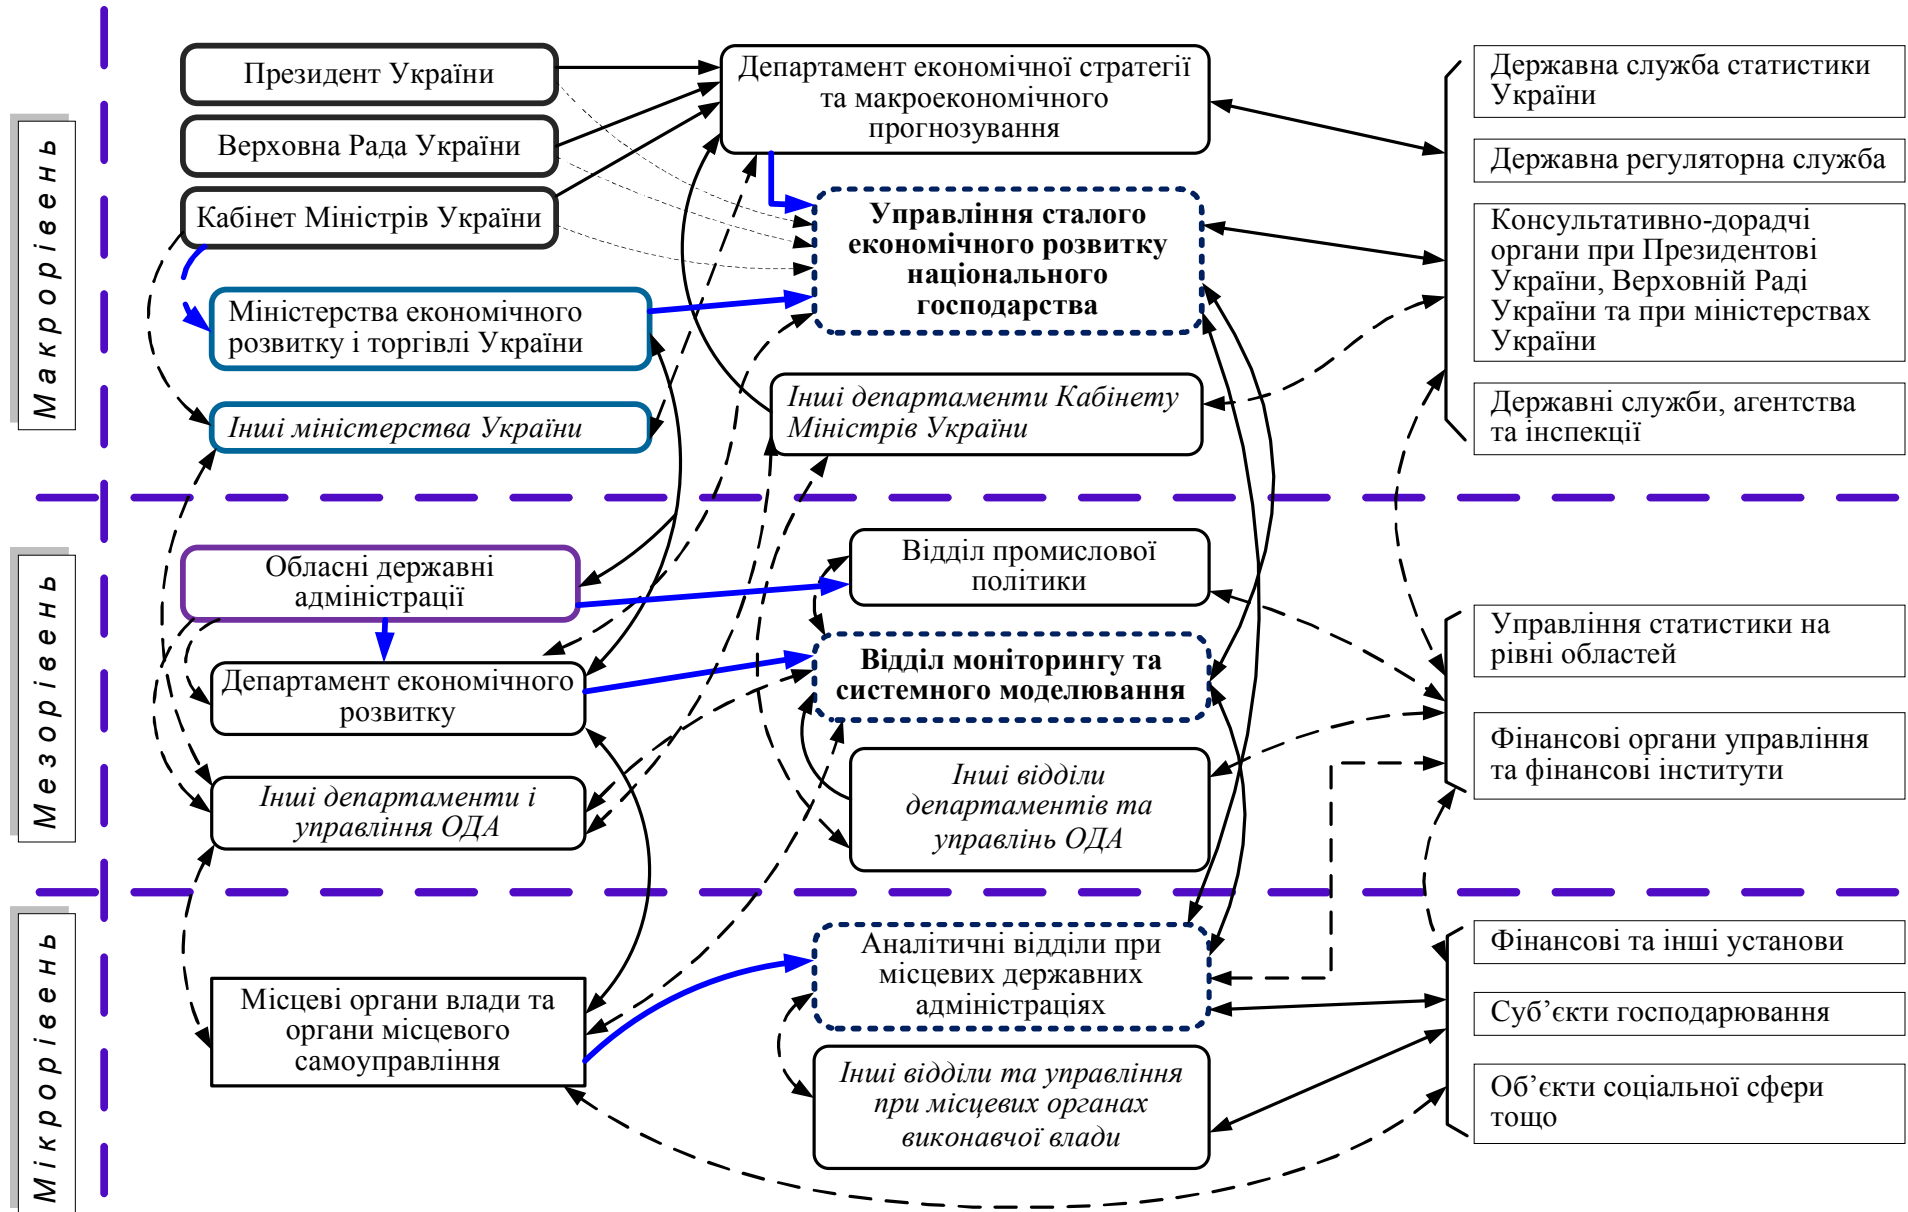 Макрорівень
Президент України
Верховна Рада України
Кабінет Міністрів України
Міністерства економічного
розвитку і торгівлі України
Інші міністерства України
Департамент економічної стратегії
та макроекономічного
прогнозування
Управління сталого
економічного розвитку
національного
господарства
Інші департаменти Кабінету
Міністрів України
Державна служба статистики
України
Державна регуляторна служба
Консультативно-дорадчі
органи при Президентові
України, Верховній Раді
України та при міністерствах
України
Державні служби, агентства
та інспекції
Мезорівень
Обласні державні
адміністрації
Департамент економічного
розвитку
Інші департаменти і
управління ОДА
Відділ промислової
політики
Відділ моніторингу та
системного моделювання
Інші відділи
департаментів та
управлінь ОДА
Управління статистики на
рівні областей
Фінансові органи управління
та фінансові інститути
Мікрорівень
Місцеві органи влади та
органи місцевого
самоуправління
Аналітичні відділи при
місцевих державних
адміністраціях
Інші відділи та управління
при місцевих органах
виконавчої влади
Фінансові та інші установи
Суб’єкти господарювання
Об’єкти соціальної сфери
тощо